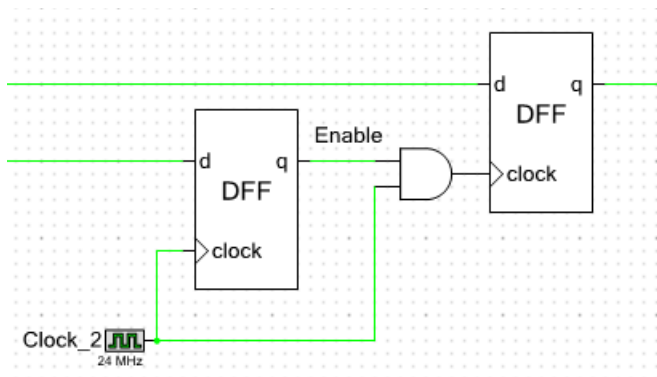 d q
DFF
clock
Enable
d q
DFF
clock
Clock_2
24 MHz